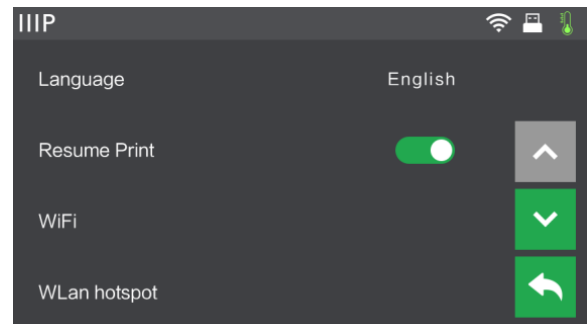 IIIP
Language English
Resume Print
WiFi
WLan hotspot